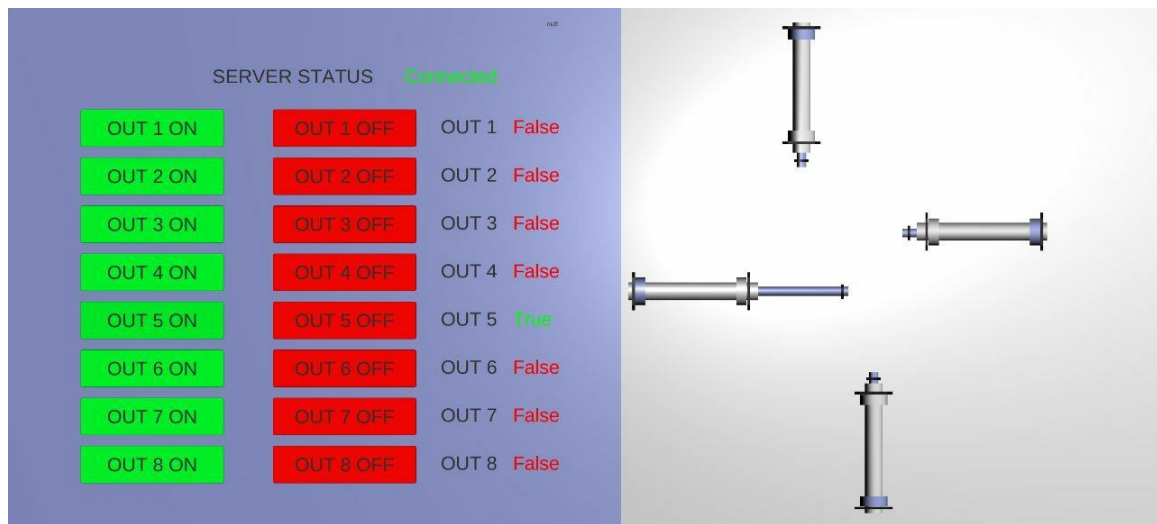 null
SERVER STATUS Connected
OUT 1 ON OUT 1 OFF OUT 1 False
OUT 2 ON OUT 2 OFF OUT 2 False
OUT 3 ON OUT 3 OFF OUT 3 False
OUT 4 ON OUT 4 OFF OUT 4 False
OUT 5 ON OUT 5 OFF OUT 5 True
OUT 6 ON OUT 6 OFF OUT 6 False
OUT 7 ON OUT 7 OFF OUT 7 False
OUT 8 ON OUT 8 OFF OUT 8 False